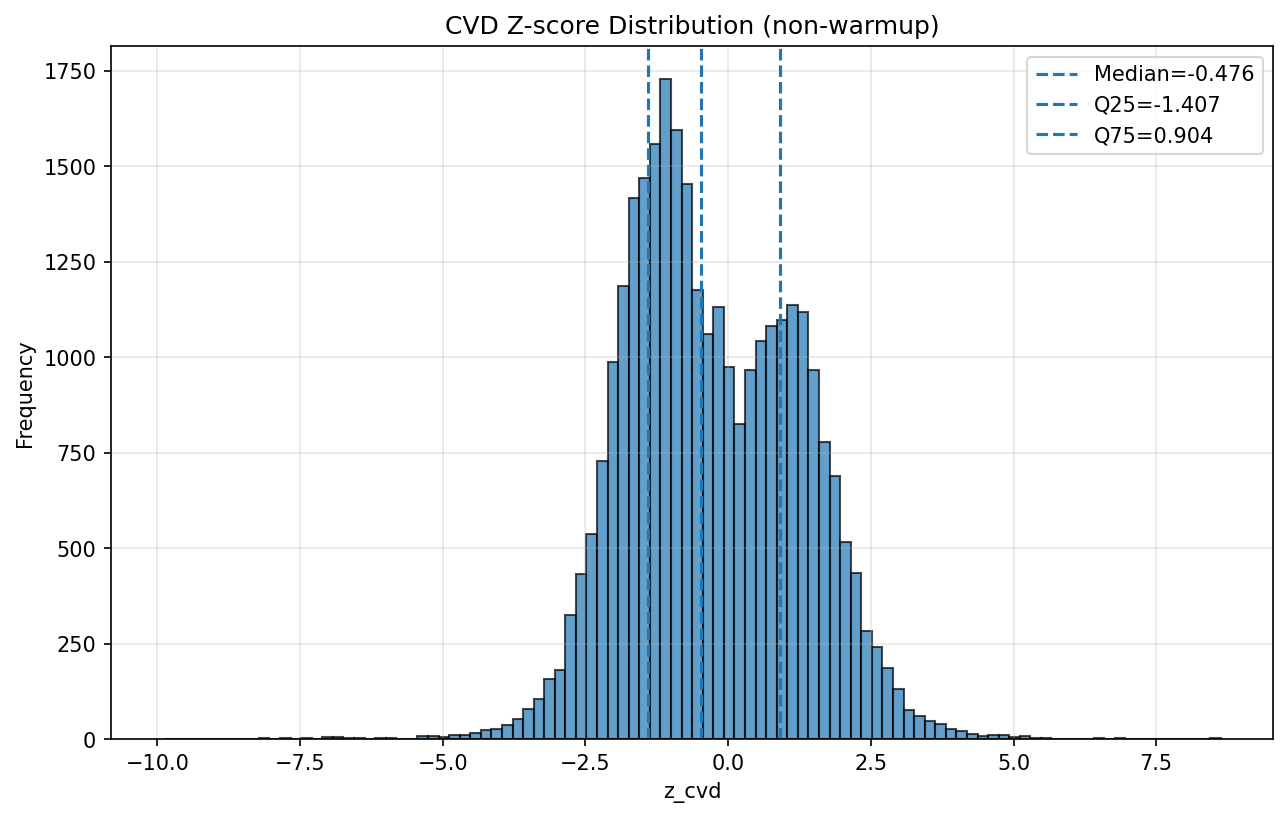 CVD Z-score Distribution (non-warmup)
Median=-0.476
Q25=-1.407
Q75=0.904
Frequency
1750
1500
1250
1000
750
500
250
0
−10.0 −7.5 −5.0 −2.5 0.0 2.5 5.0 7.5
z_cvd